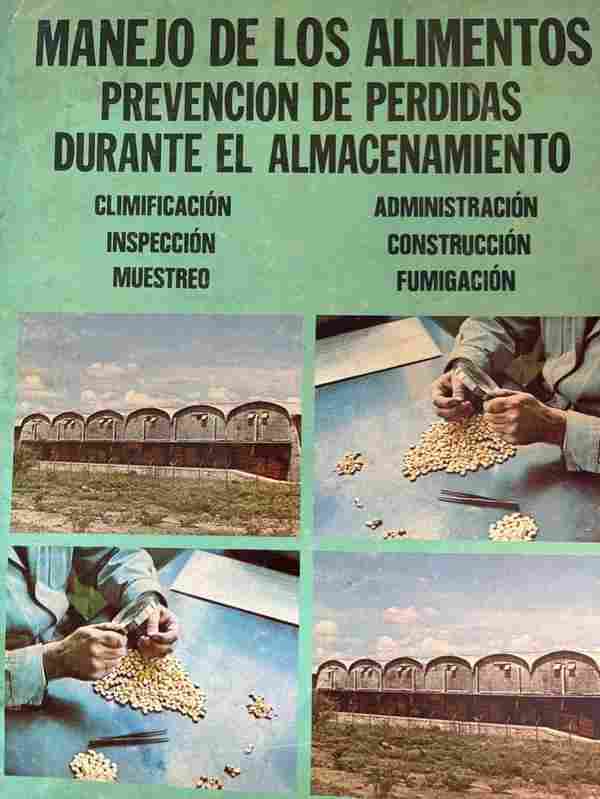 MANEJO DE LOS ALIMENTOS
PREVENCION DE PERDIDAS
DURANTE EL ALMACENAMIENTO
CLIMIFICACIÓN
INSPECCIÓN
MUESTREO
ADMINISTRACIÓN
CONSTRUCCIÓN
FUMIGACIÓN